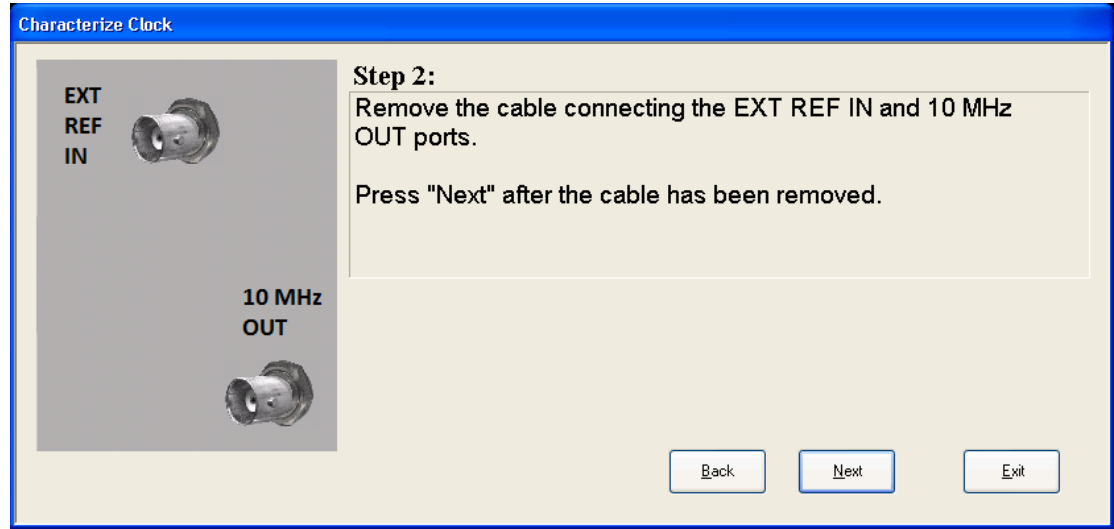 Characterize Clock
EXT
REF
IN
10 MHz
OUT
Step 2:
Remove the cable connecting the EXT REF IN and 10 MHz
OUT ports.
Press "Next" after the cable has been removed.
Back
Next
Exit